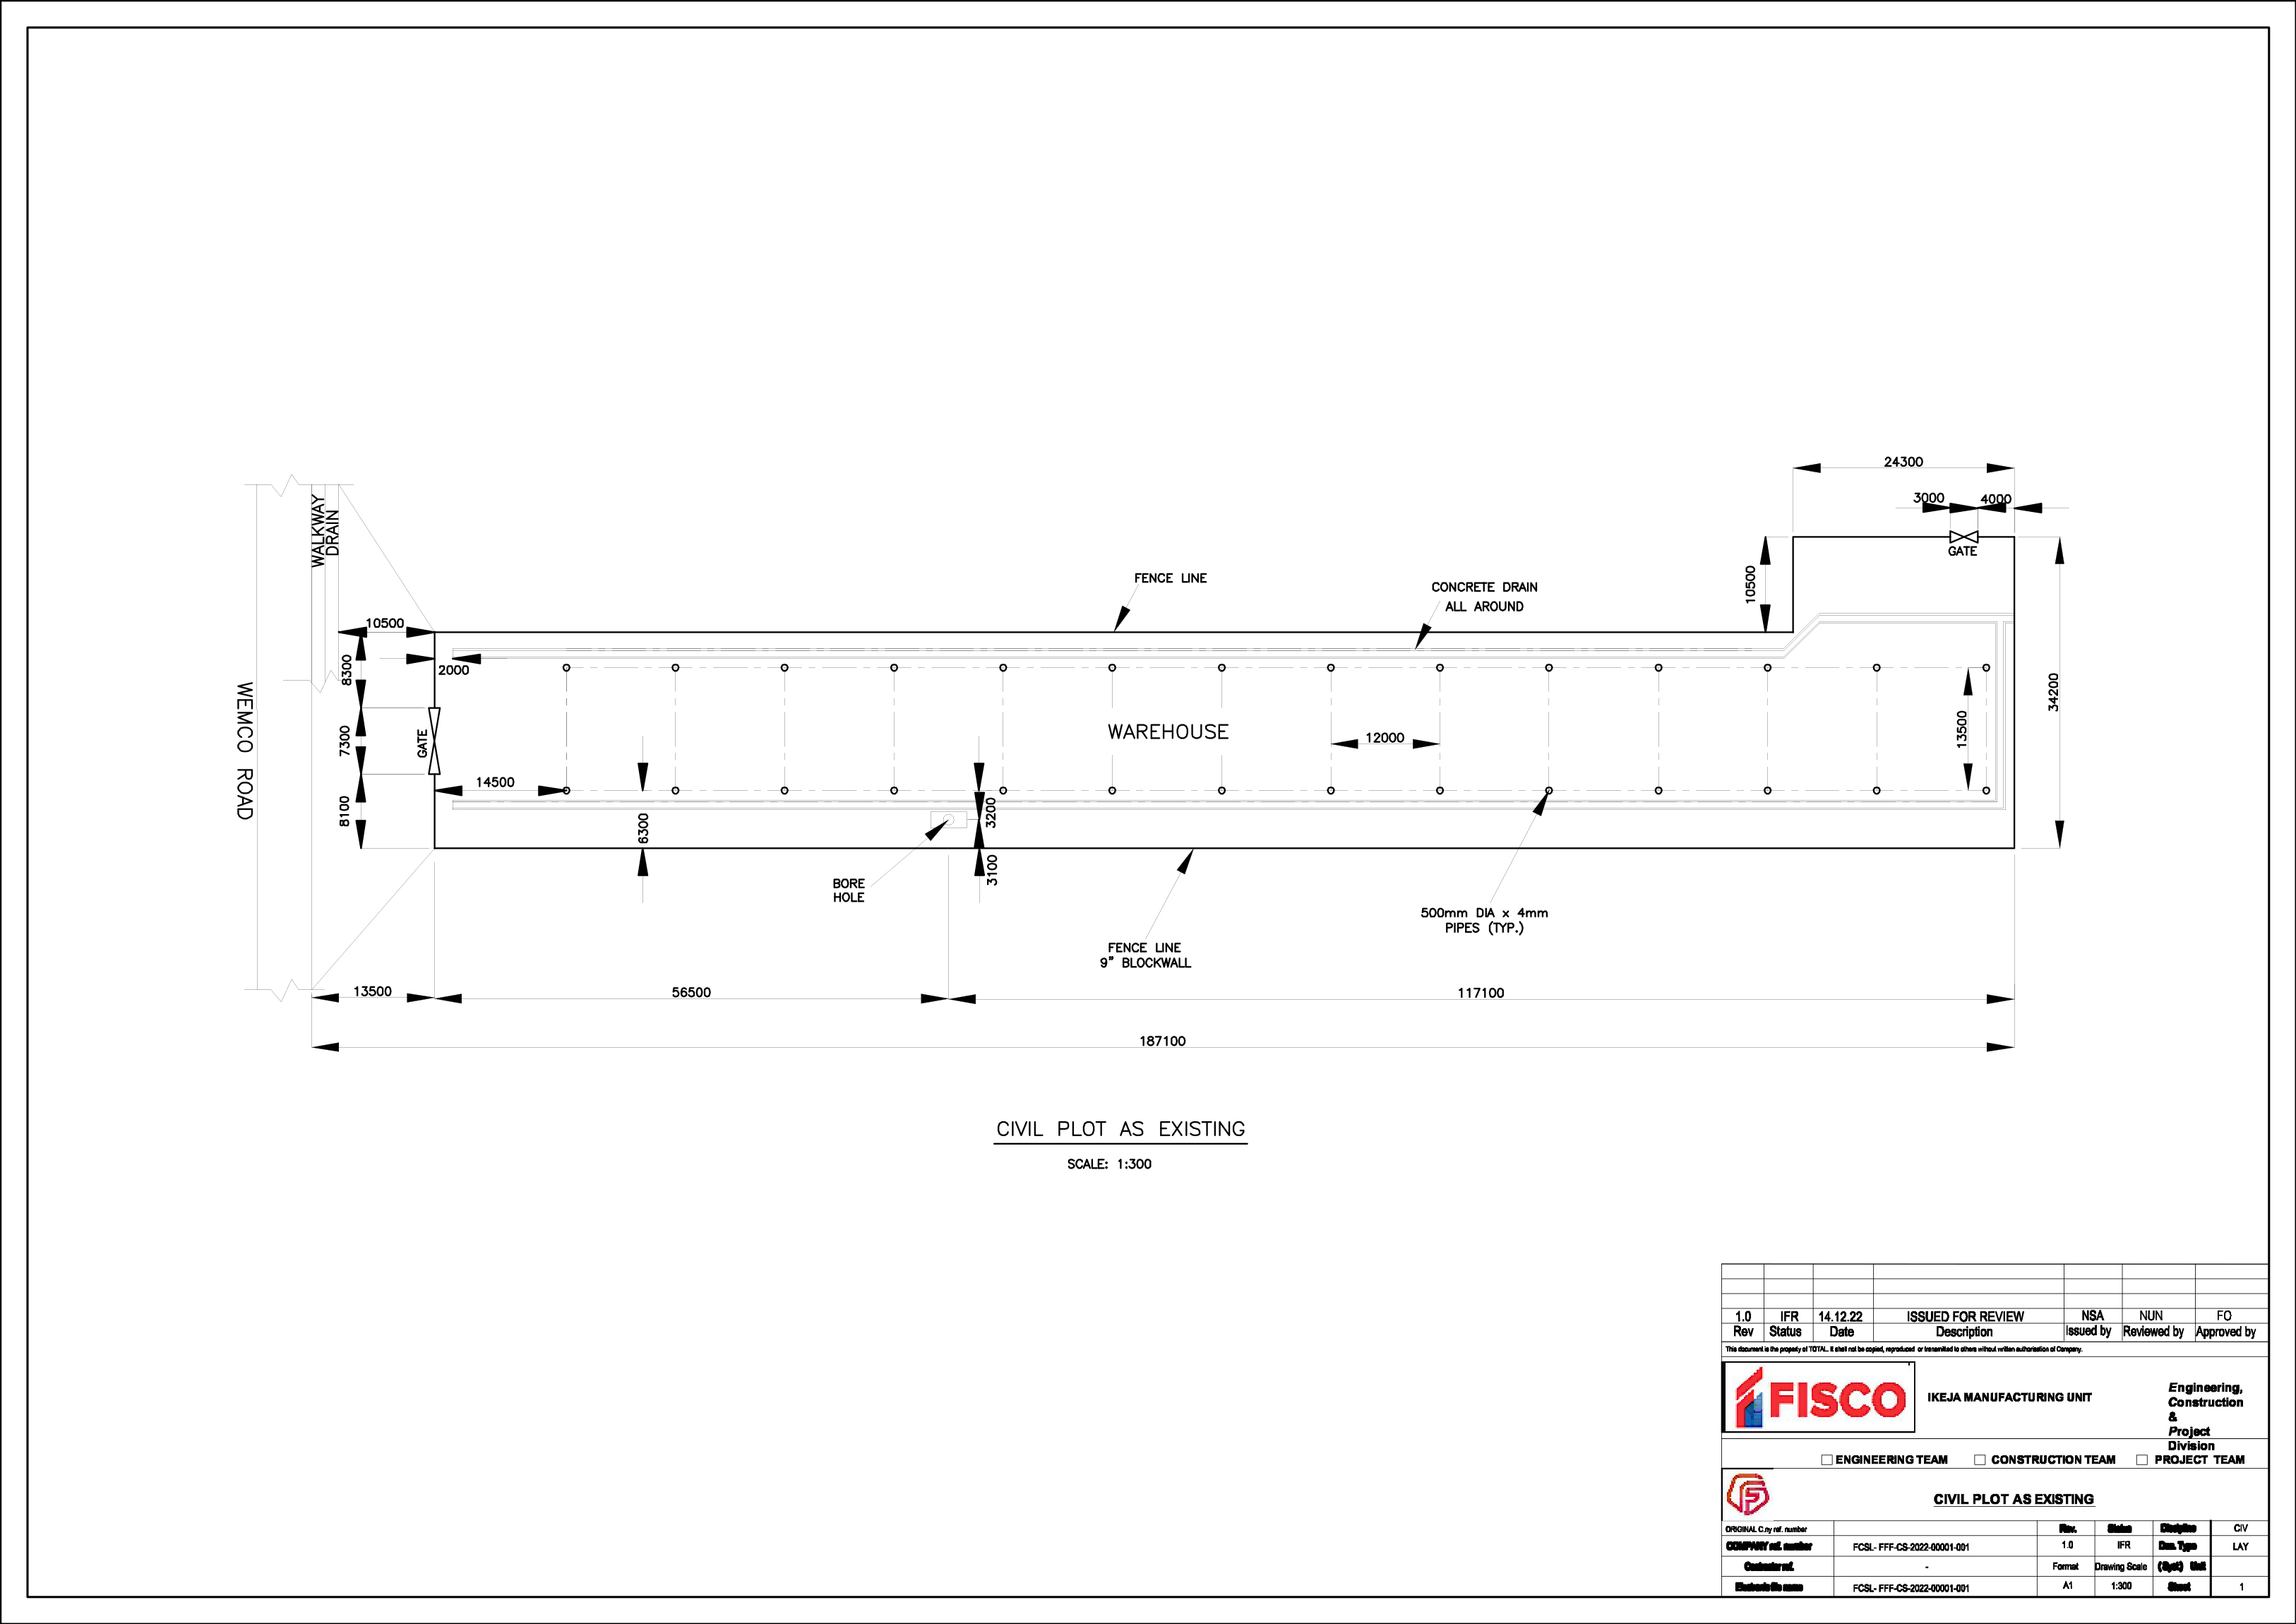 24300
3000
4000
GATE
10500
34200
WALKWAY
DRAIN
FENCE LINE
CONCRETE DRAIN
ALL AROUND
10500
8300
2000
7300
GATE
8100
WEMCO ROAD
14500
WAREHOUSE
12000
13500
6300
3200
3100
BORE
HOLE
500mm DIA x 4mm
PIPES (TYP.)
FENCE LINE
9" BLOCKWALL
13500
56500
117100
187100
CIVIL PLOT AS EXISTING
SCALE: 1:300
1.0 IFR 14.12.22 ISSUED FOR REVIEW NSA NUN FO
Rev Status Date Description Issued by Reviewed by Approved by
This document is the property of TOTAL. It shall not be copied, reproduced or transmitted to others without written authorisation of Company.
FISCO
IKEJA MANUFACTURING UNIT
Engineering,
Construction
&
Project
Division
ENGINEERING TEAM CONSTRUCTION TEAM PROJECT TEAM
CIVIL PLOT AS EXISTING
ORIGINAL C.ny ref. number Rev. Status Discipline CIV
COMPANY ref. number FCSL- FFF-CS-2022-00001-001 1.0 IFR Doc. Type LAY
Contractor ref. - Format Drawing Scale (Syst) Unit
Electronic file name FCSL- FFF-CS-2022-00001-001 A1 1:300 Sheet 1